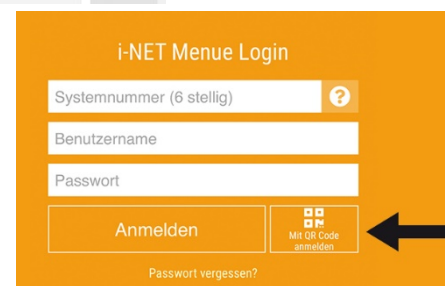 i-NET Menue Login
Systemnummer (6 stellig)
?
Benutzername
Passwort
Anmelden
Mit QR Code
anmelden
Passwort vergessen?